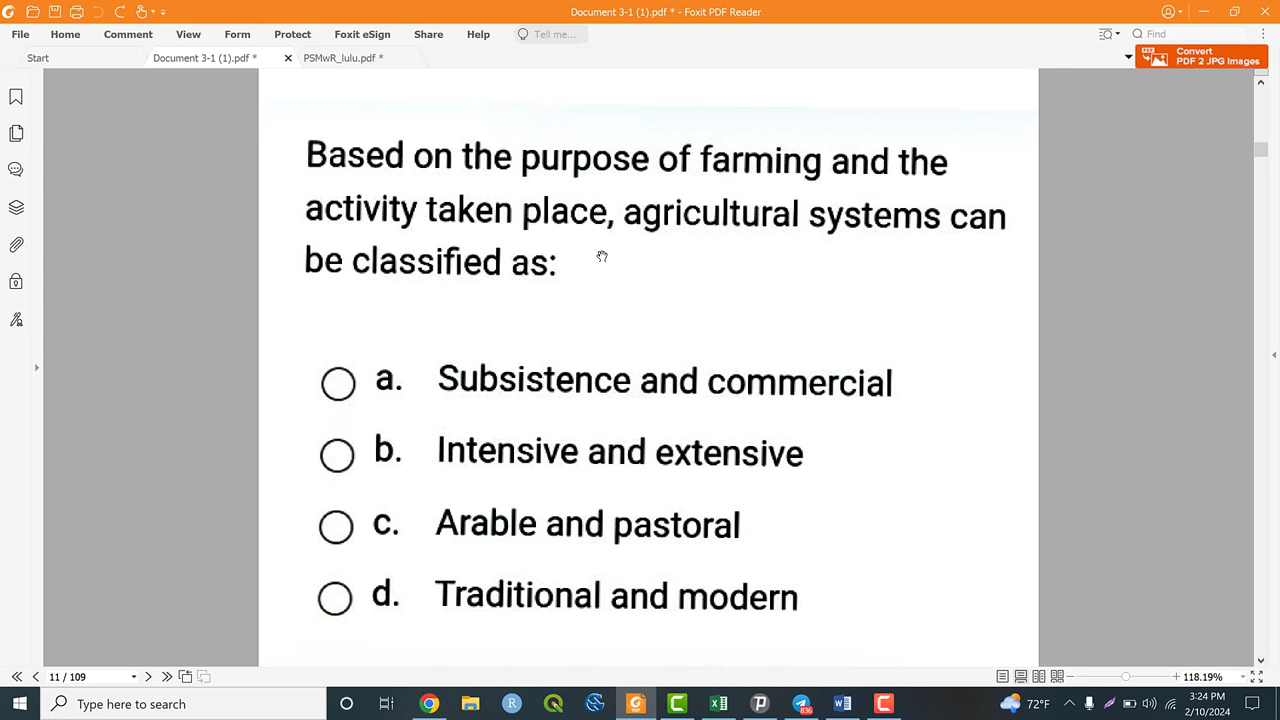 Document 3-1 (1).pdf * - Foxit PDF Reader
File Home Comment View Form Protect Foxit eSign Share Help Tell me... Find
Start Document 3-1 (1).pdf * PSMwR_lulu.pdf * Convert
PDF 2 JPG Images
Based on the purpose of farming and the
activity taken place, agricultural systems can
be classified as:
a. Subsistence and commercial
b. Intensive and extensive
c. Arable and pastoral
d. Traditional and modern
11 / 109 118.19%
Type here to search 836 72°F 3:24 PM
2/10/2024